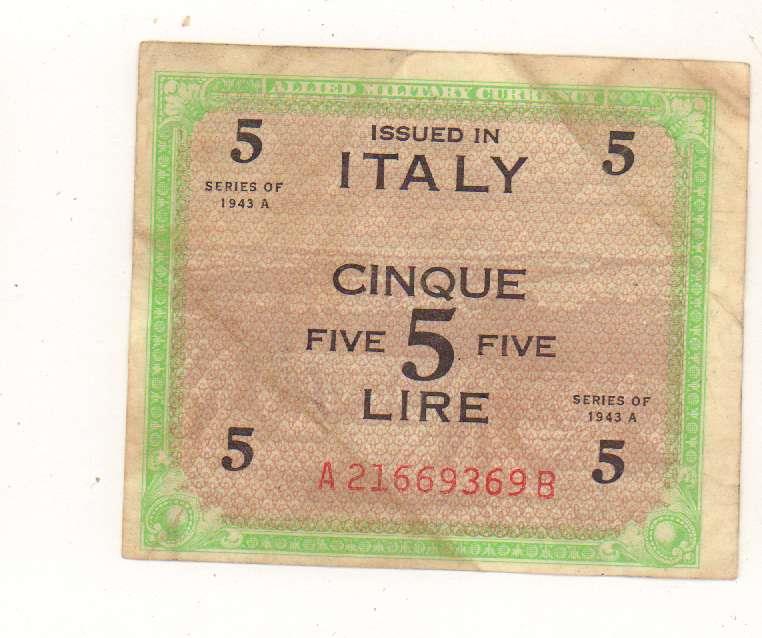 ALLIED MILITARY CURRENCY
5 ISSUED IN 5
ITALY
SERIES OF
1943 A
CINQUE
FIVE 5 FIVE
LIRE
SERIES OF
1943 A
5 A21669369B 5